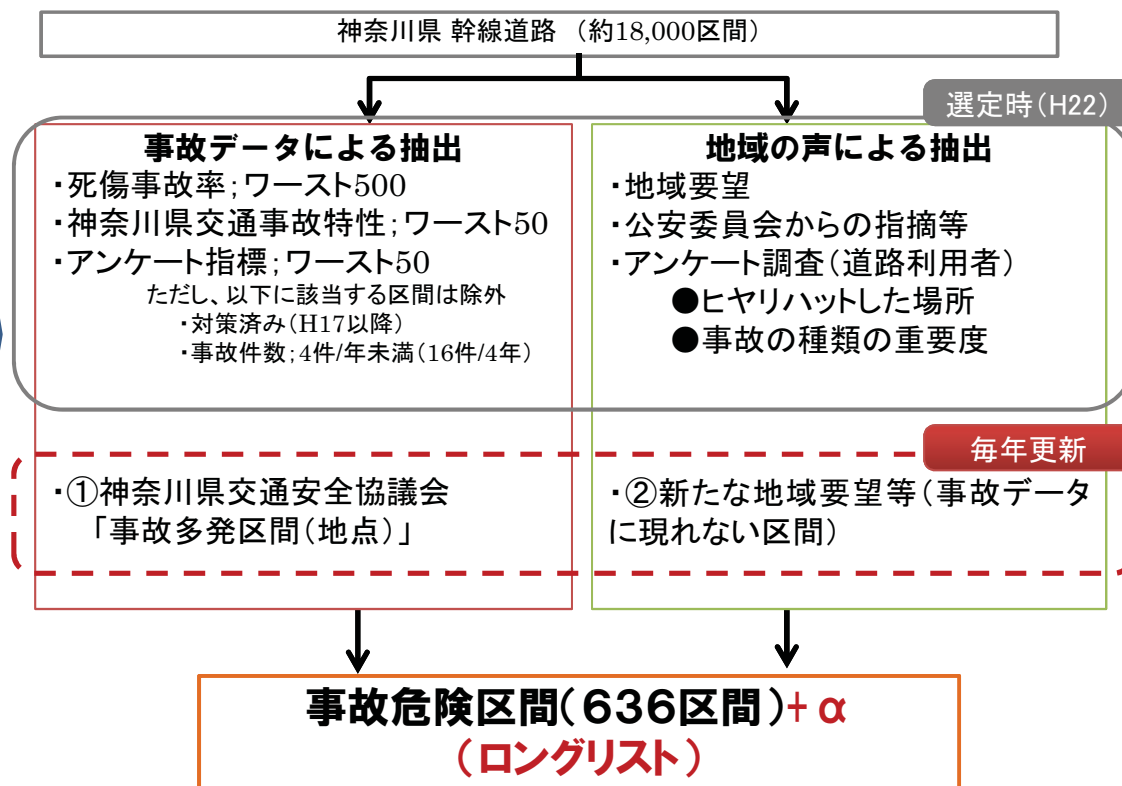 神奈川県 幹線道路 (約18,000区間)
選定時(H22)
事故データによる抽出
・死傷事故率;ワースト500
・神奈川県交通事故特性;ワースト50
・アンケート指標;ワースト50
ただし、以下に該当する区間は除外
・対策済み(H17以降)
・事故件数;4件/年未満(16件/4年)
地域の声による抽出
・地域要望
・公安委員会からの指摘等
・アンケート調査(道路利用者)
●ヒヤリハットした場所
●事故の種類の重要度
毎年更新
・①神奈川県交通安全協議会
「事故多発区間(地点)」
・②新たな地域要望等(事故データ
に現れない区間)
事故危険区間(636区間)+α
(ロングリスト)